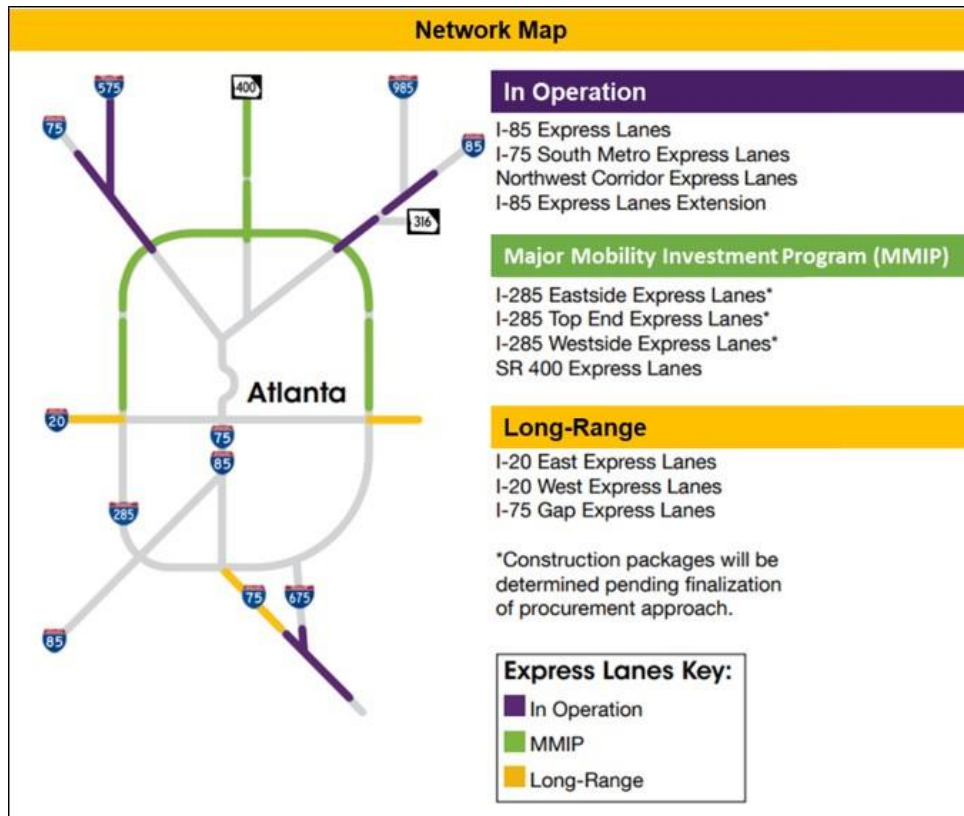 Network Map
575
400
985
75
85
316
Atlanta
20
75
85
285
75
675
85
In Operation
I-85 Express Lanes
I-75 South Metro Express Lanes
Northwest Corridor Express Lanes
I-85 Express Lanes Extension
Major Mobility Investment Program (MMIP)
I-285 Eastside Express Lanes*
I-285 Top End Express Lanes*
I-285 Westside Express Lanes*
SR 400 Express Lanes
Long-Range
I-20 East Express Lanes
I-20 West Express Lanes
I-75 Gap Express Lanes
*Construction packages will be
determined pending finalization
of procurement approach.
Express Lanes Key:
In Operation
MMIP
Long-Range